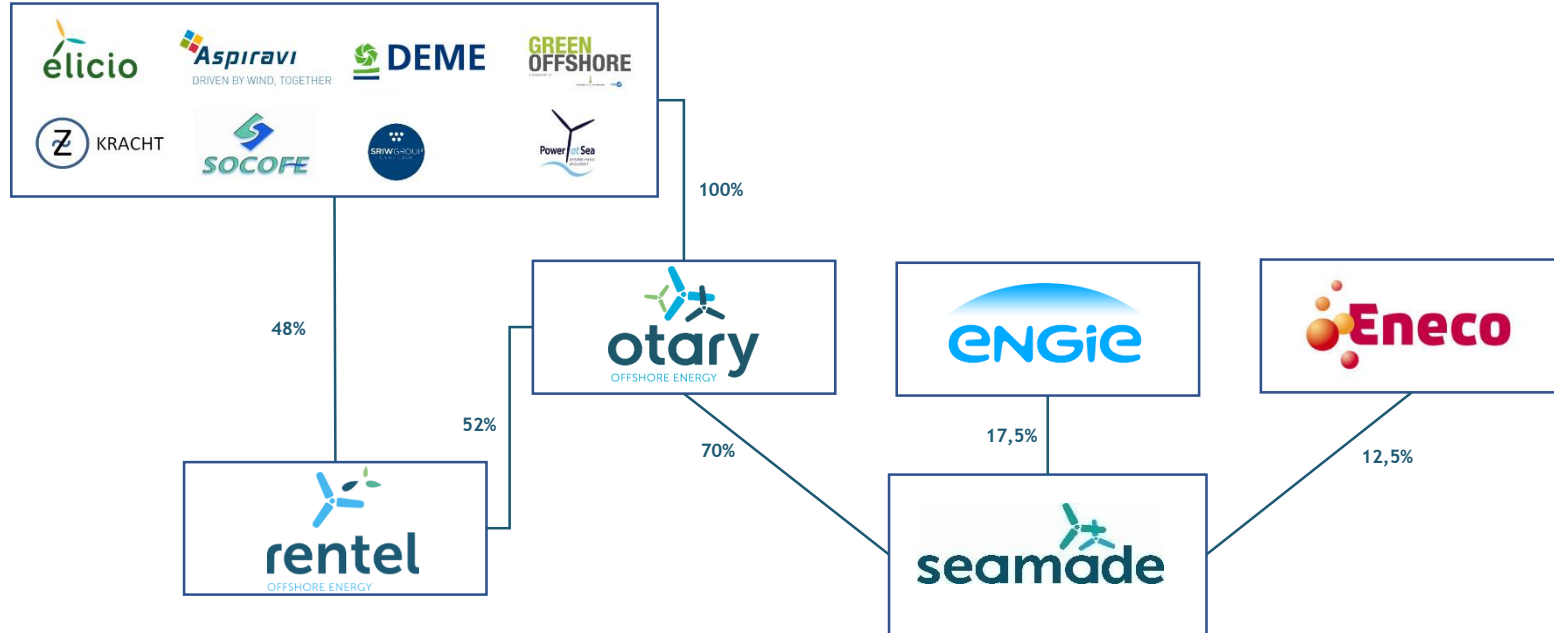 elicio
Aspiravi
DRIVEN BY WIND, TOGETHER
DEME
GREEN
OFFSHORE
Z KRACHT
SOCOFE
SRIWGROUP
Power at Sea
100%
48%
otary
OFFSHORE ENERGY
ENGIE
Eneco
52%
70%
17,5%
12,5%
rentel
OFFSHORE ENERGY
seamade